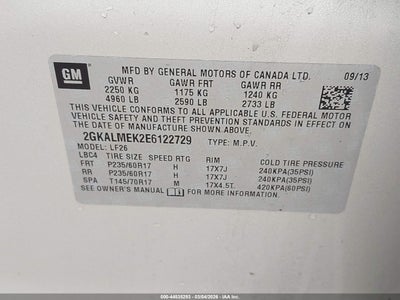 GM
MFD BY GENERAL MOTORS OF CANADA LTD.
09/13
GVWR GAWR FRT GAWR RR
2250 KG 1175 KG 1240 KG
4960 LB 2590 LB 2733 LB
THIS VEHICLE CONFORMS TO ALL APPLICABLE U.S. FEDERAL MOTOR
VEHICLE SAFETY, BUMPER, AND THEFT PREVENTION STANDARDS
IN EFFECT ON THE DATE OF MANUFACTURE SHOWN ABOVE.
2GKALMEK2E6122729 TYPE: M.P.V.
MODEL: LF26
LBC4 TIRE SIZE SPEED RTG RIM COLD TIRE PRESSURE
FRT P235/60R17 H 17X7J 240KPA(35PSI)
RR P235/60R17 H 17X7J 240KPA(35PSI)
SPA T145/70R17 M 17X4.5T. 420KPA(60PSI)
SEE OWNER'S MANUAL FOR ADDITIONAL INFORMATION.